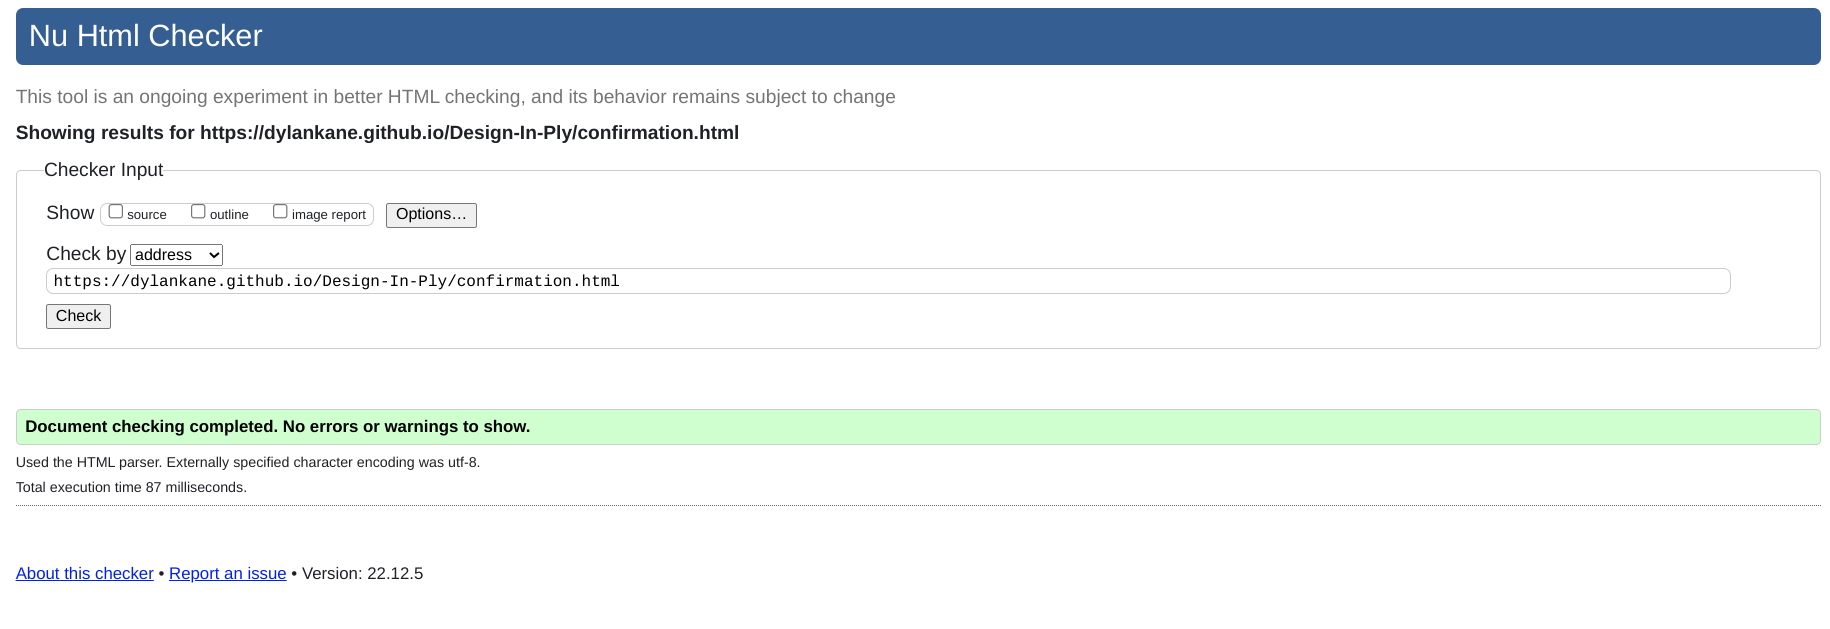 Nu Html Checker
This tool is an ongoing experiment in better HTML checking, and its behavior remains subject to change
Showing results for https://dylankane.github.io/Design-In-Ply/confirmation.html
Checker Input
Show source outline image report Options...
Check by address
https://dylankane.github.io/Design-In-Ply/confirmation.html
Check
Document checking completed. No errors or warnings to show.
Used the HTML parser. Externally specified character encoding was utf-8.
Total execution time 87 milliseconds.
About this checker • Report an issue • Version: 22.12.5